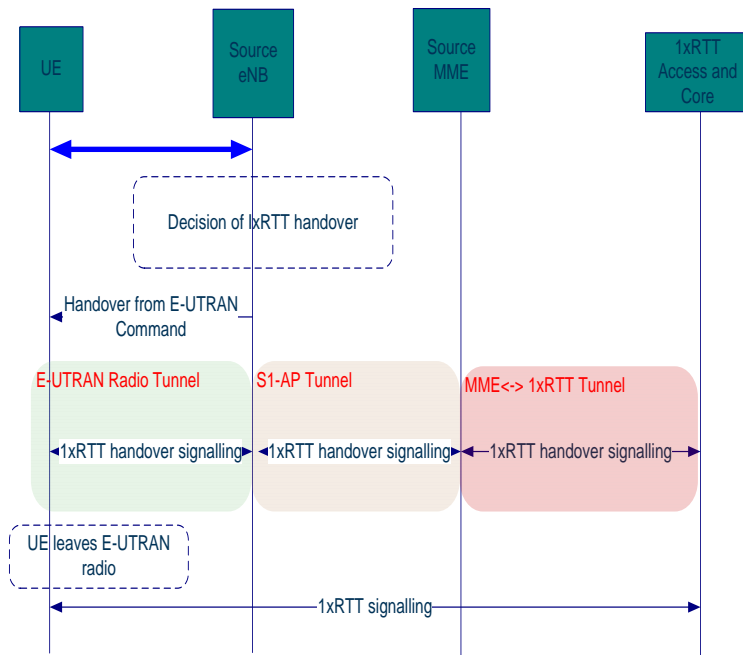 UE
Source
eNB
Source
MME
1xRTT
Access and
Core
Decision of IxRTT handover
Handover from E-UTRAN
Command
E-UTRAN Radio Tunnel
S1-AP Tunnel
MME<-> 1xRTT Tunnel
1xRTT handover signalling
1xRTT handover signalling
1xRTT handover signalling
UE leaves E-UTRAN
radio
1xRTT signalling